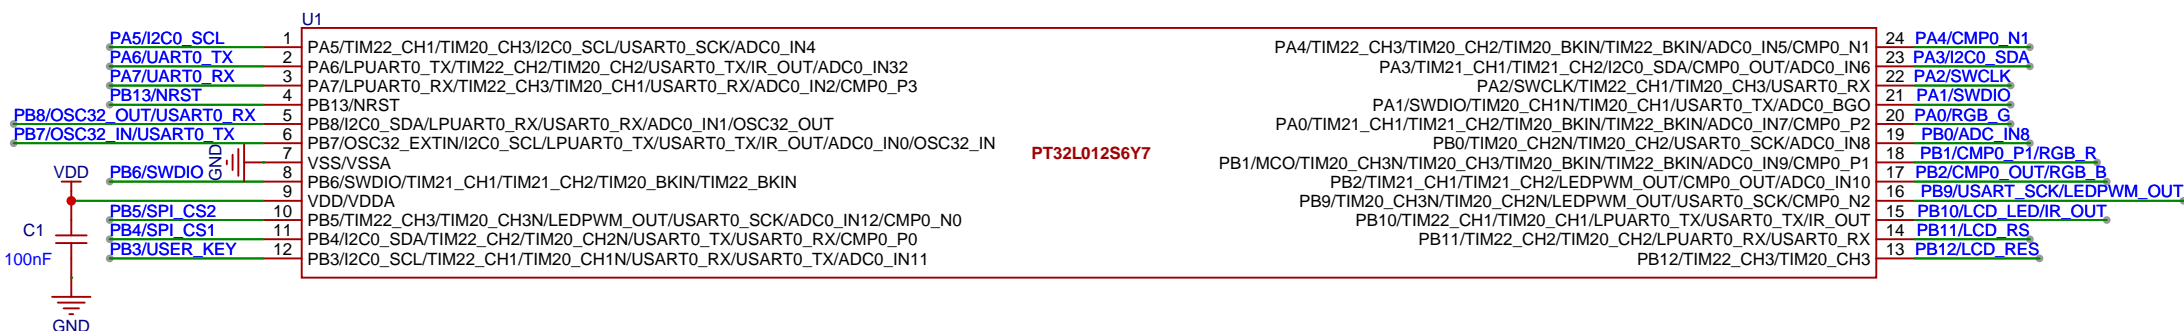 U1
PA5/I2C0_SCL 1 PA5/TIM22_CH1/TIM20_CH3/I2C0_SCL/USART0_SCK/ADC0_IN4
PA6/UART0_TX 2 PA6/LPUART0_TX/TIM22_CH2/TIM20_CH2/USART0_TX/IR_OUT/ADC0_IN32
PA7/UART0_RX 3 PA7/LPUART0_RX/TIM22_CH3/TIM20_CH1/USART0_RX/ADC0_IN2/CMP0_P3
PB13/NRST 4 PB13/NRST
PB8/OSC32_OUT/USART0_RX 5 PB8/I2C0_SDA/LPUART0_RX/USART0_RX/ADC0_IN1/OSC32_OUT
PB7/OSC32_IN/USART0_TX 6 PB7/OSC32_EXTIN/I2C0_SCL/LPUART0_TX/USART0_TX/IR_OUT/ADC0_IN0/OSC32_IN
GND 7 VSS/VSSA
PB6/SWDIO 8 PB6/SWDIO/TIM21_CH1/TIM21_CH2/TIM20_BKIN/TIM22_BKIN
VDD 9 VDD/VDDA
PB5/SPI_CS2 10 PB5/TIM22_CH3/TIM20_CH3N/LEDPWM_OUT/USART0_SCK/ADC0_IN12/CMP0_N0
PB4/SPI_CS1 11 PB4/I2C0_SDA/TIM22_CH2/TIM20_CH2N/USART0_TX/USART0_RX/CMP0_P0
PB3/USER_KEY 12 PB3/I2C0_SCL/TIM22_CH1/TIM20_CH1N/USART0_RX/USART0_TX/ADC0_IN11
C1
100nF
GND
PT32L012S6Y7
PA4/TIM22_CH3/TIM20_CH2/TIM20_BKIN/TIM22_BKIN/ADC0_IN5/CMP0_N1 24 PA4/CMP0_N1
PA3/TIM21_CH1/TIM21_CH2/I2C0_SDA/CMP0_OUT/ADC0_IN6 23 PA3/I2C0_SDA
PA2/SWCLK/TIM22_CH1/TIM20_CH3/USART0_RX 22 PA2/SWCLK
PA1/SWDIO/TIM20_CH1N/TIM20_CH1/USART0_TX/ADC0_BGO 21 PA1/SWDIO
PA0/TIM21_CH1/TIM21_CH2/TIM20_BKIN/TIM22_BKIN/ADC0_IN7/CMP0_P2 20 PA0/RGB_G
PB0/TIM20_CH2N/TIM20_CH2/USART0_SCK/ADC0_IN8 19 PB0/ADC_IN8
PB1/MCO/TIM20_CH3N/TIM20_CH3/TIM20_BKIN/TIM22_BKIN/ADC0_IN9/CMP0_P1 18 PB1/CMP0_P1/RGB_R
PB2/TIM21_CH1/TIM21_CH2/LEDPWM_OUT/CMP0_OUT/ADC0_IN10 17 PB2/CMP0_OUT/RGB_B
PB9/TIM20_CH3N/TIM20_CH2N/LEDPWM_OUT/USART0_SCK/CMP0_N2 16 PB9/USART_SCK/LEDPWM_OUT
PB10/TIM22_CH1/TIM20_CH1/LPUART0_TX/USART0_TX/IR_OUT 15 PB10/LCD_LED/IR_OUT
PB11/TIM22_CH2/TIM20_CH2/LPUART0_RX/USART0_RX 14 PB11/LCD_RS
PB12/TIM22_CH3/TIM20_CH3 13 PB12/LCD_RES